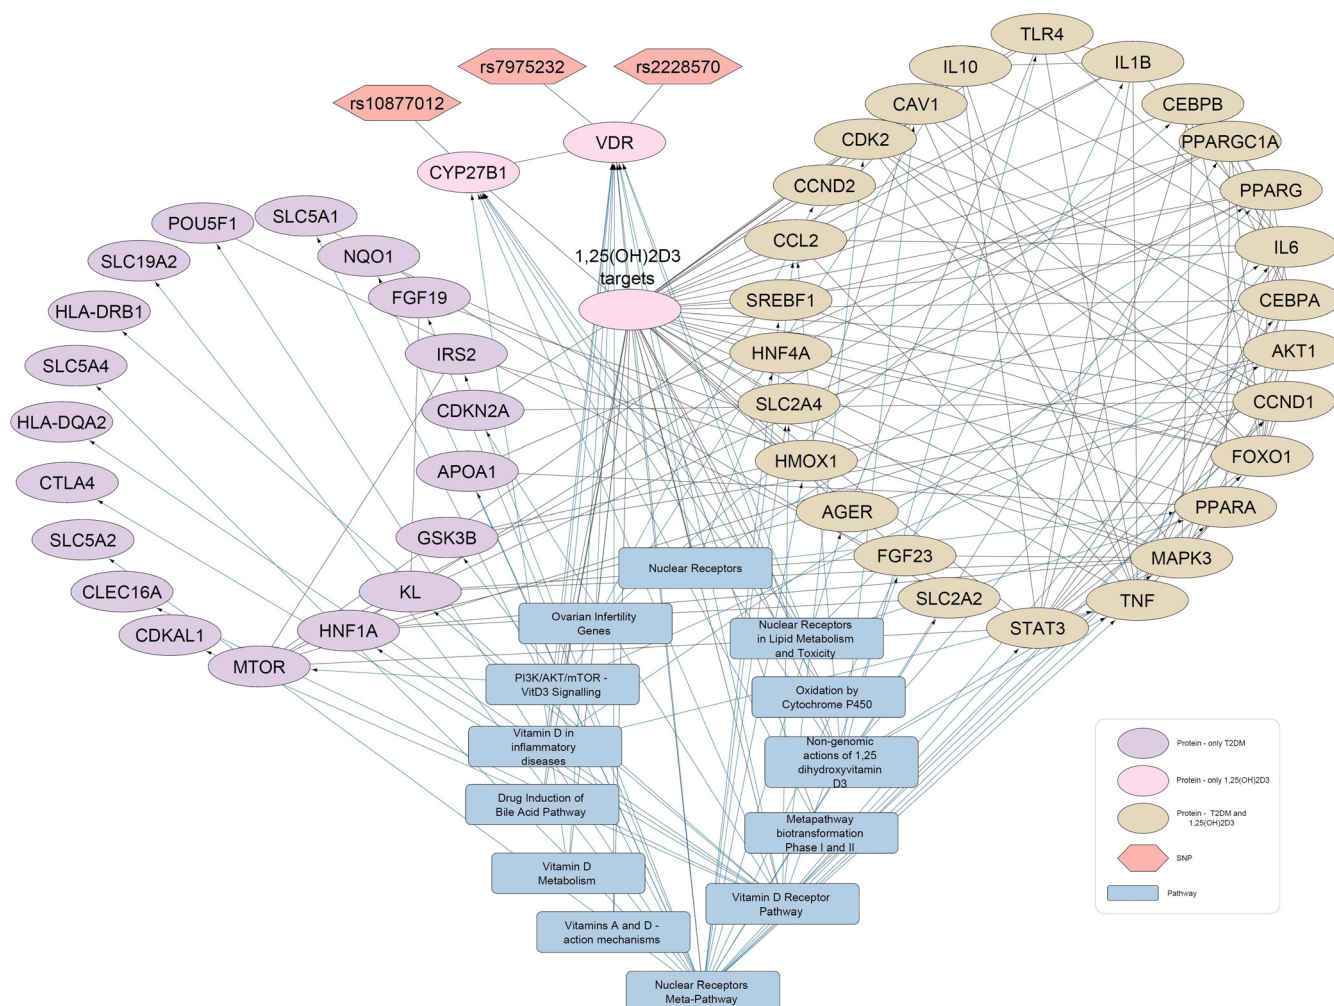 rs7975232
rs2228570
rs10877012
VDR
CYP27B1
1,25(OH)2D3
targets
SLC5A1
POU5F1
NQO1
SLC19A2
FGF19
HLA-DRB1
IRS2
SLC5A4
CDKN2A
HLA-DQA2
APOA1
CTLA4
GSK3B
SLC5A2
KL
CLEC16A
HNF1A
CDKAL1
MTOR
TLR4
IL10
IL1B
CAV1
CEBPB
CDK2
PPARGC1A
CCND2
PPARG
CCL2
IL6
SREBF1
CEBPA
HNF4A
AKT1
SLC2A4
CCND1
HMOX1
FOXO1
AGER
PPARA
FGF23
MAPK3
SLC2A2
TNF
STAT3
Nuclear Receptors
Ovarian Infertility
Genes
Nuclear Receptors
in Lipid Metabolism
and Toxicity
PI3K/AKT/mTOR -
VitD3 Signalling
Oxidation by
Cytochrome P450
Vitamin D in
inflammatory
diseases
Non-genomic
actions of 1,25
dihydroxyvitamin
D3
Drug Induction of
Bile Acid Pathway
Metapathway
biotransformation
Phase I and II
Vitamin D
Metabolism
Vitamin D Receptor
Pathway
Vitamins A and D -
action mechanisms
Nuclear Receptors
Meta-Pathway
Protein - only T2DM
Protein - only 1,25(OH)2D3
Protein - T2DM and
1,25(OH)2D3
SNP
Pathway